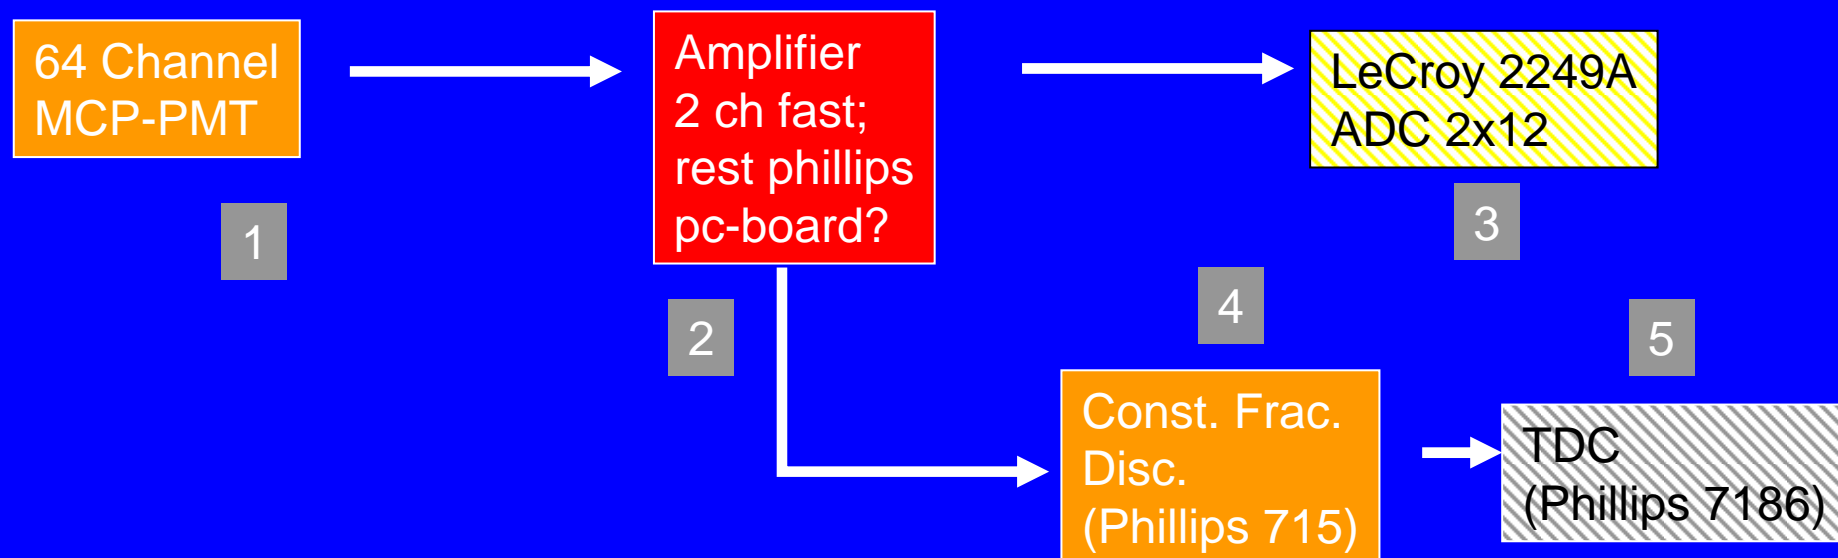 64 Channel
MCP-PMT
1
Amplifier
2 ch fast;
rest phillips
pc-board?
2
LeCroy 2249A
ADC 2x12
3
4
Const. Frac.
Disc.
(Phillips 715)
5
TDC
(Phillips 7186)